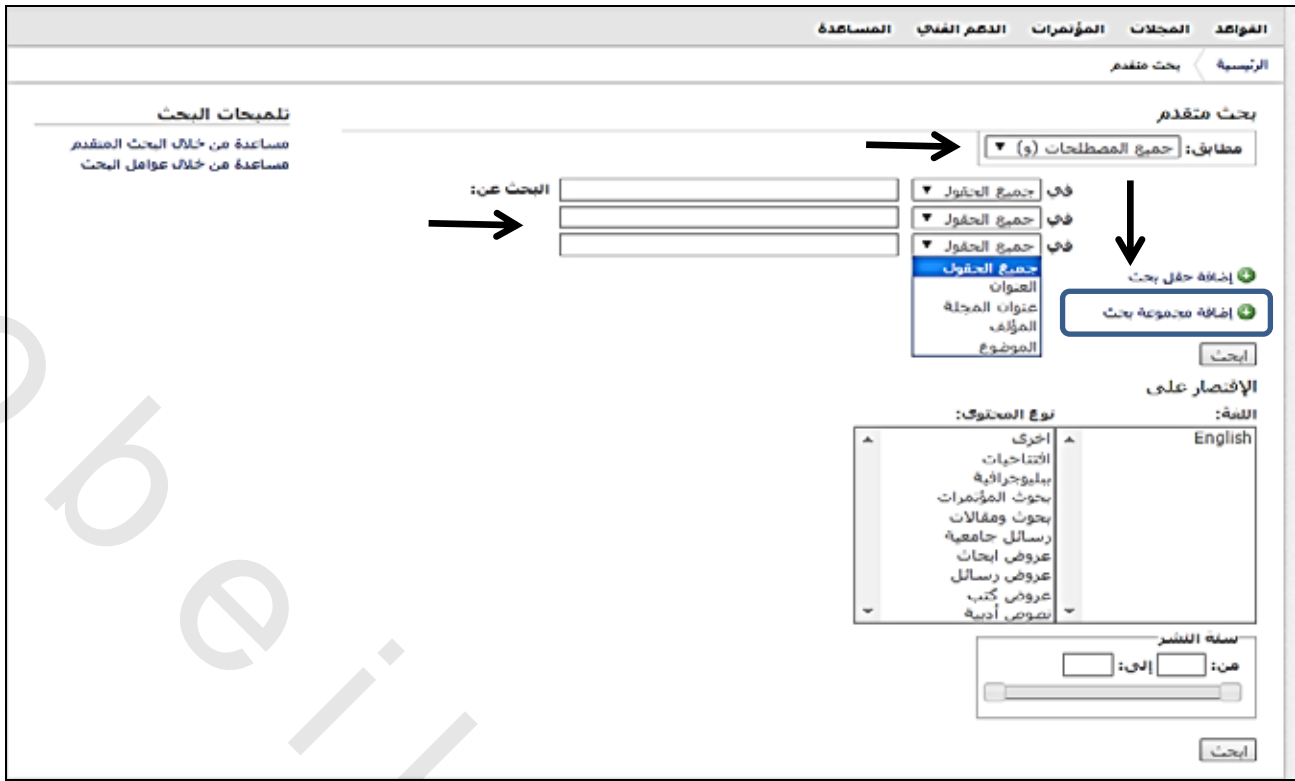 القواعد المجلات المؤتمرات الدعم الفني المساعدة
الرئيسية بحث متقدم
بحث متقدم
مطابق: جميع المصطلحات (و)
البحث عن:
في جميع الحقول
في جميع الحقول
في جميع الحقول
جميع الحقول
العنوان
عنوان المجلة
المؤلف
الموضوع
إضافة حقل بحث
إضافة مجموعة بحث
ابحث
الإقتصار على
اللغة:
English
نوع المحتوى:
اخرى
افتتاحيات
ببليوجرافية
بحوث المؤتمرات
بحوث ومقالات
رسائل جامعية
عروض ابحاث
عروض رسائل
عروض كتب
نصوص أدبية
سنة النشر
من: إلى:
ابحث
تلميحات البحث
مساعدة من خلال البحث المتقدم
مساعدة من خلال عوامل البحث
o b e i